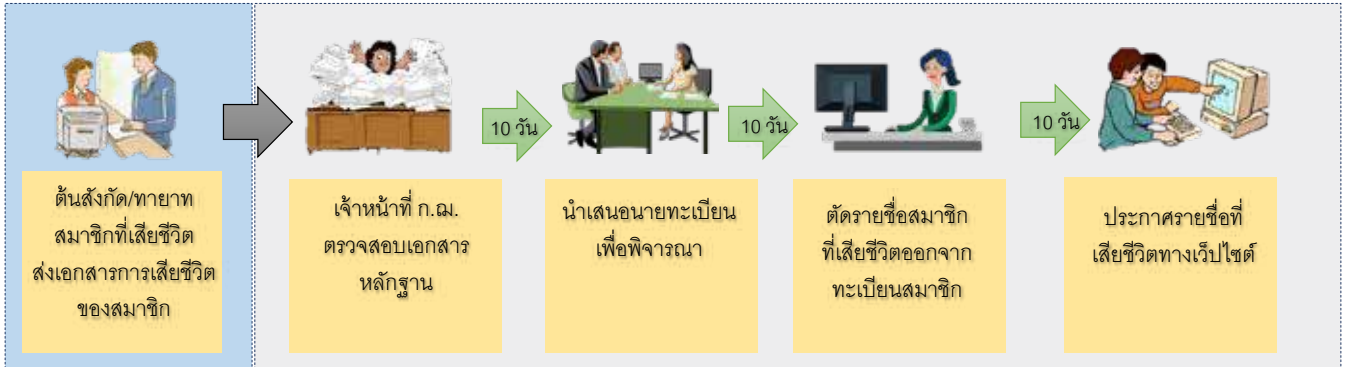 ต้นสังกัด/ทายาท
สมาชิกที่เสียชีวิต
ส่งเอกสารการเสียชีวิต
ของสมาชิก
เจ้าหน้าที่ ก.ฌ.
ตรวจสอบเอกสาร
หลักฐาน
10 วัน
นำเสนอนายทะเบียน
เพื่อพิจารณา
10 วัน
ตัดรายชื่อสมาชิก
ที่เสียชีวิตออกจาก
ทะเบียนสมาชิก
10 วัน
ประกาศรายชื่อที่
เสียชีวิตทางเว็ปไซต์